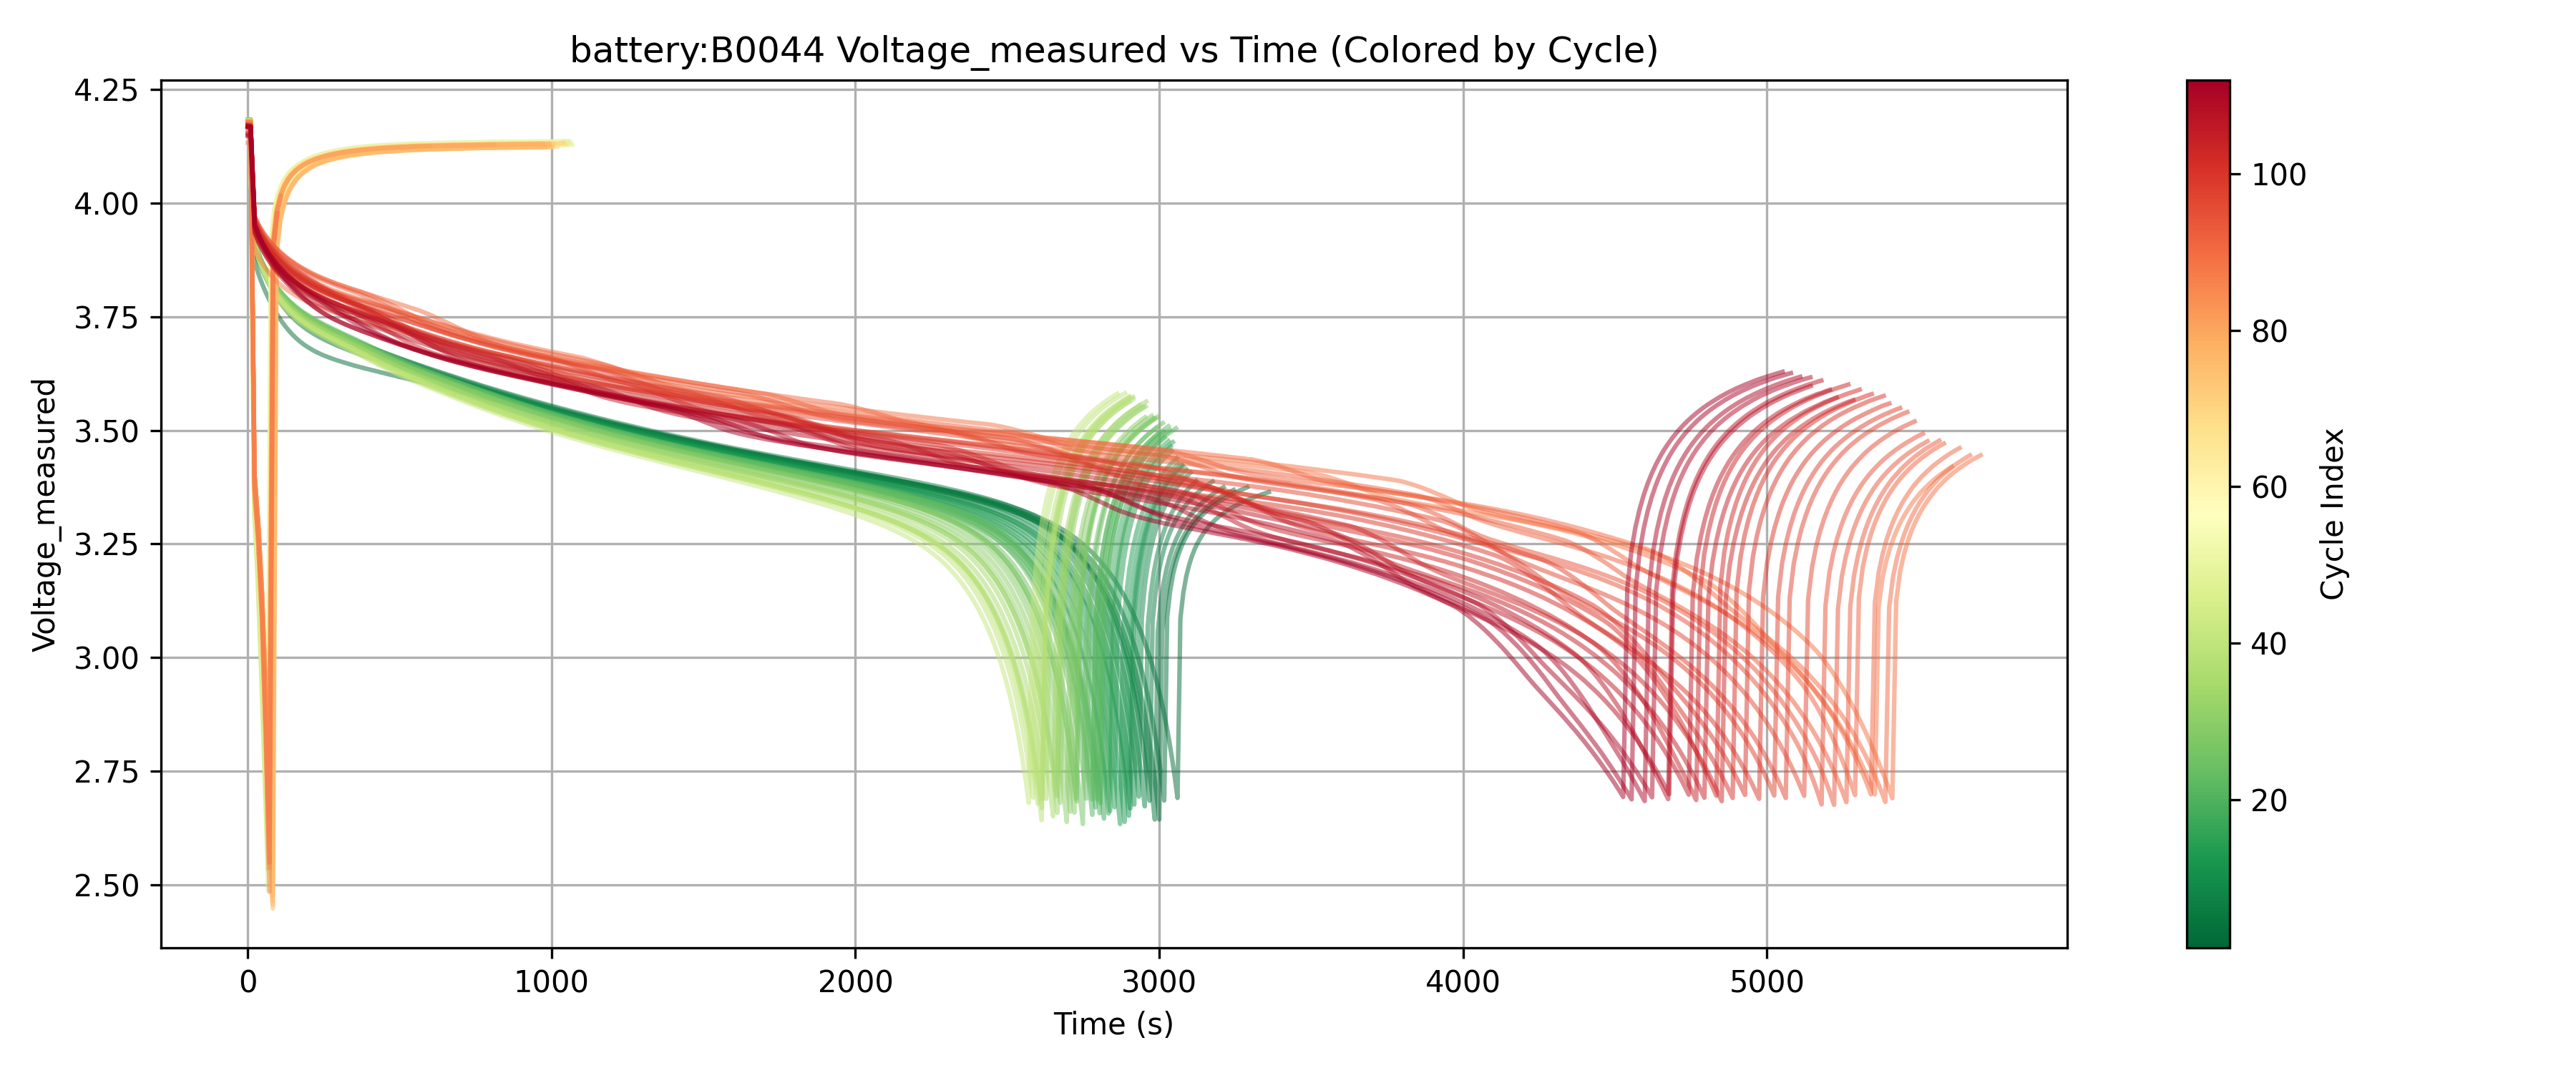 battery:B0044 Voltage_measured vs Time (Colored by Cycle)
4.25
4.00
3.75
3.50
3.25
3.00
2.75
2.50
Voltage_measured
0 1000 2000 3000 4000 5000
Time (s)
100
80
60
40
20
Cycle Index